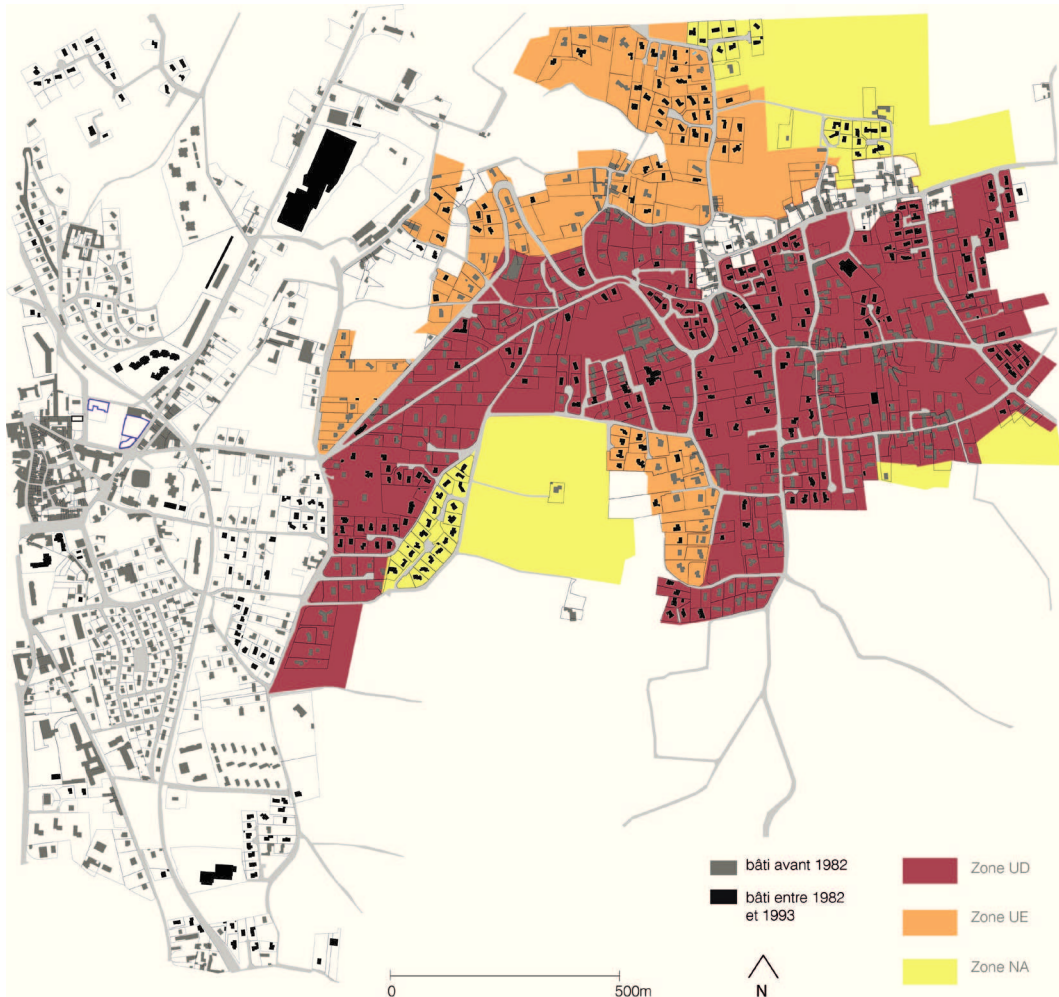 bâti avant 1982
bâti entre 1982
et 1993
Zone UD
Zone UE
Zone NA
N
0 500m